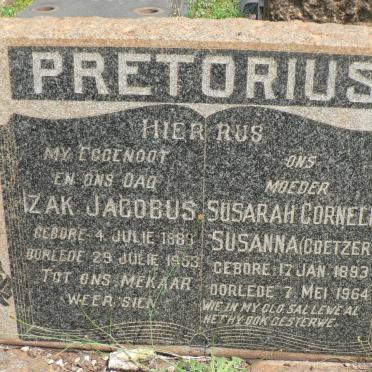 PRETORIUS
HIER RUS
MY EGGENOOT
EN ONS DAD
IZAK JACOBUS
GEBORE 4 JULIE 1883
OORLEDE 29 JULIE 1953
TOT ONS MEKAAR
WEER SIEN
ONS
MOEDER
SUSARAH CORNELI
SUSANNA (COETZER
GEBORE: 17 JAN 1893
OORLEDE 7 MEI 1964
WIE IN MY GLO SAL LEWE AL
HET HY OOK GESTERWE.